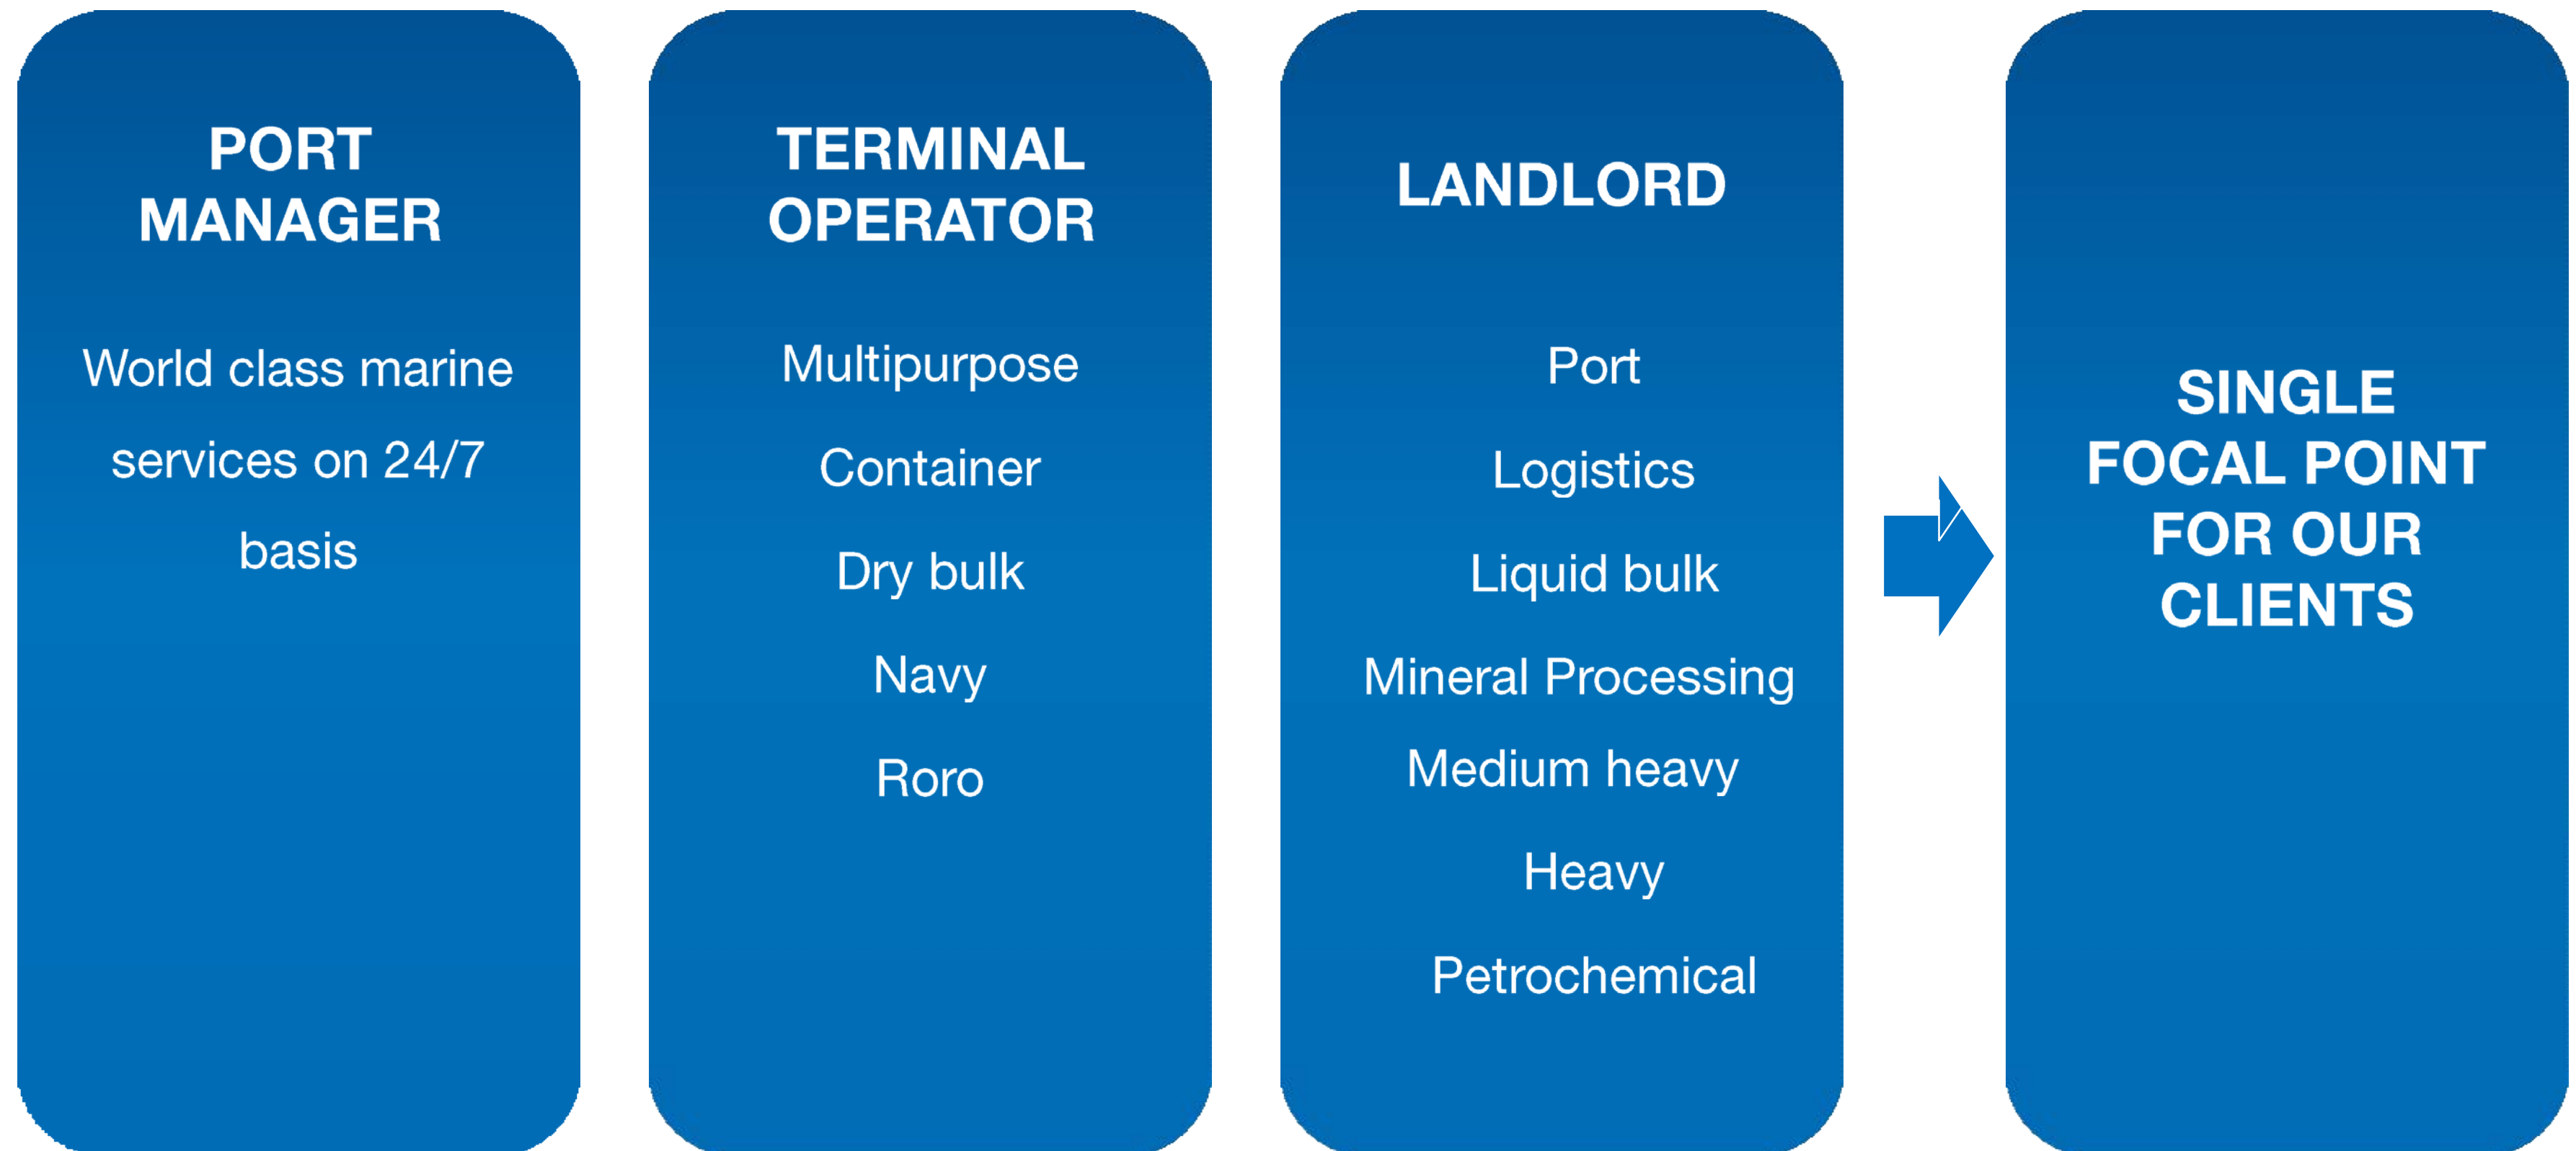 PORT
MANAGER
World class marine
services on 24/7
basis
TERMINAL
OPERATOR
Multipurpose
Container
Dry bulk
Navy
Roro
LANDLORD
Port
Logistics
Liquid bulk
Mineral Processing
Medium heavy
Heavy
Petrochemical
SINGLE
FOCAL POINT
FOR OUR
CLIENTS